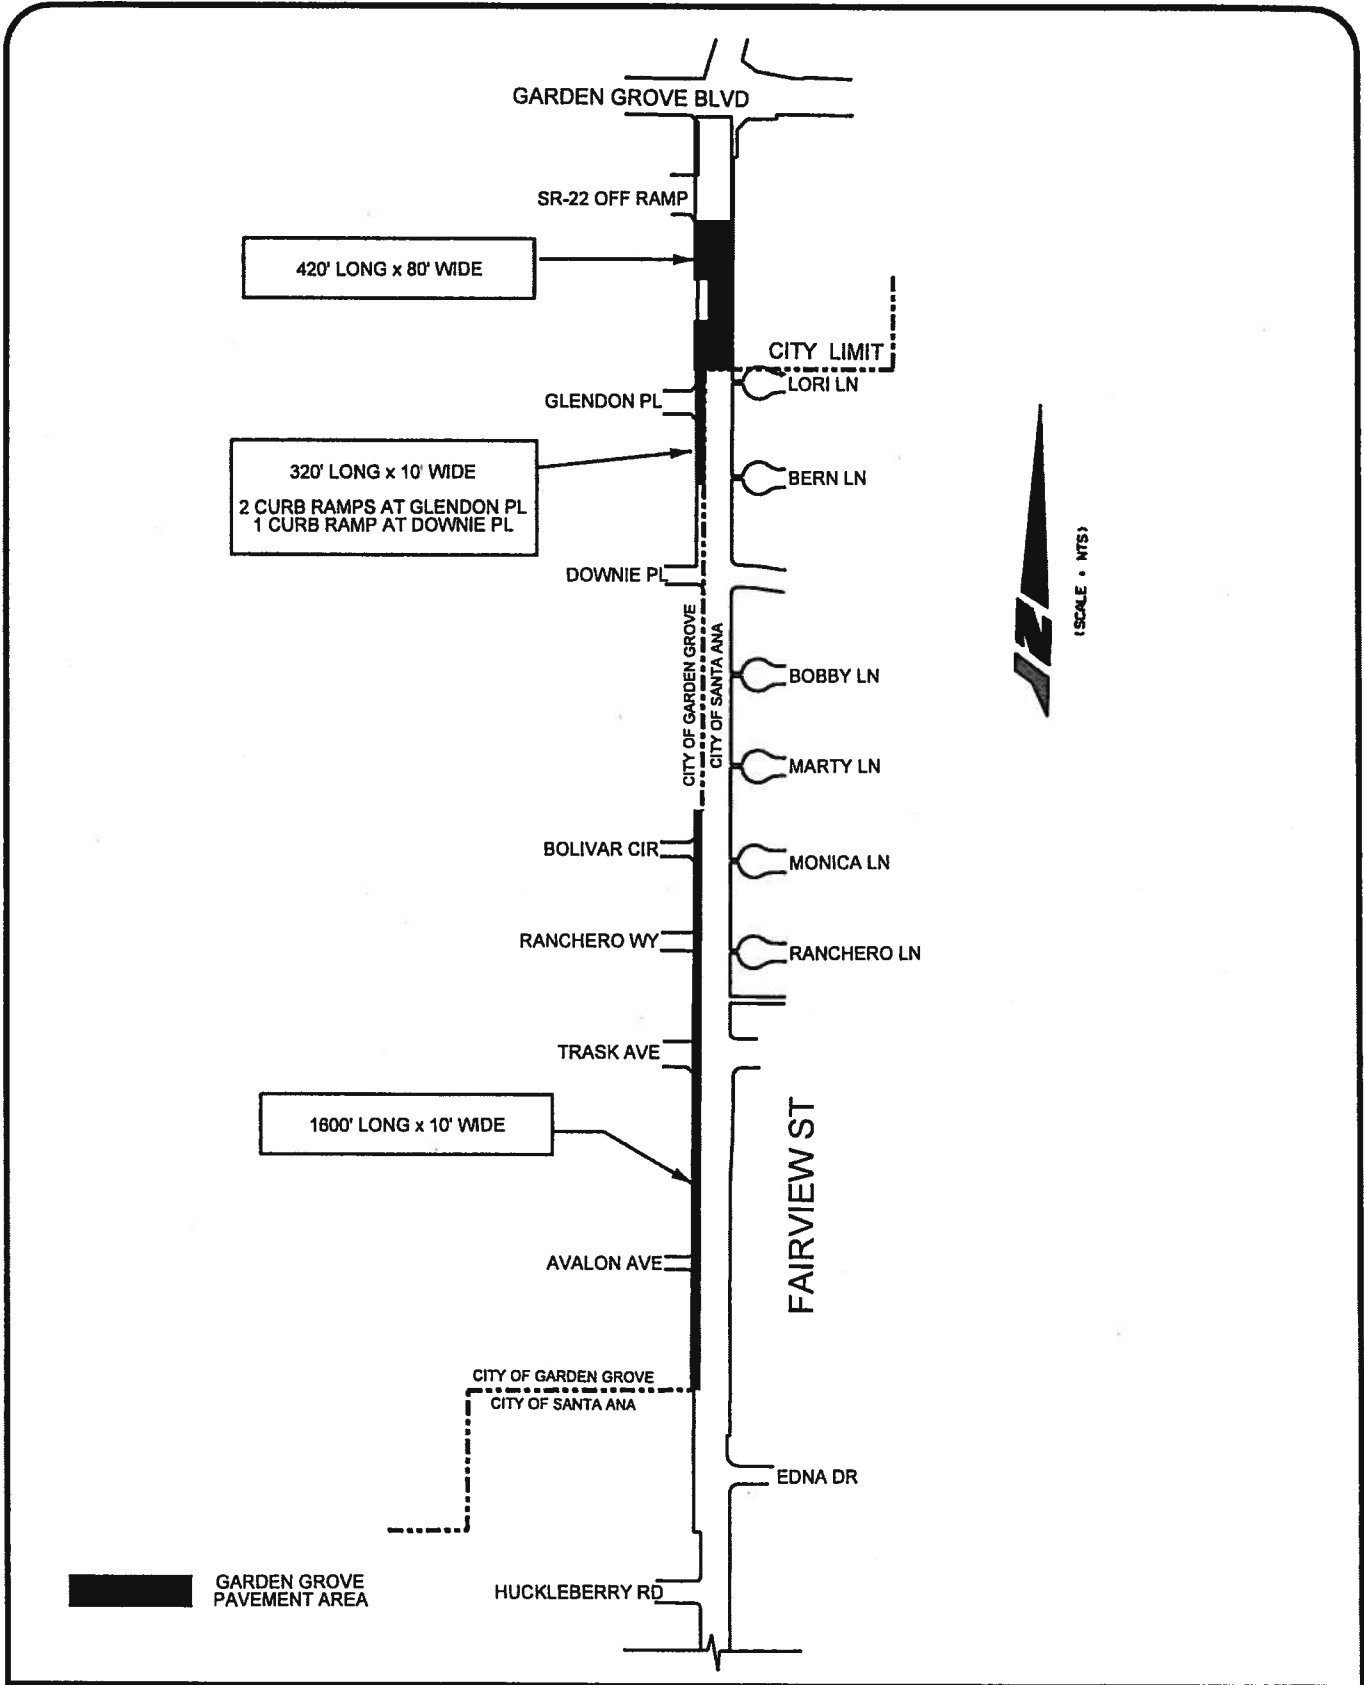 GARDEN GROVE BLVD
SR-22 OFF RAMP
420' LONG x 80' WIDE
CITY LIMIT
LORI LN
GLENDON PL
320' LONG x 10' WIDE
2 CURB RAMPS AT GLENDON PL
1 CURB RAMP AT DOWNIE PL
BERN LN
N
(SCALE : NTS)
DOWNIE PL
CITY OF GARDEN GROVE
CITY OF SANTA ANA
BOBBY LN
MARTY LN
BOLIVAR CIR
MONICA LN
RANCHERO WY
RANCHERO LN
TRASK AVE
1600' LONG x 10' WIDE
FAIRVIEW ST
AVALON AVE
CITY OF GARDEN GROVE
CITY OF SANTA ANA
EDNA DR
GARDEN GROVE
PAVEMENT AREA
HUCKLEBERRY RD